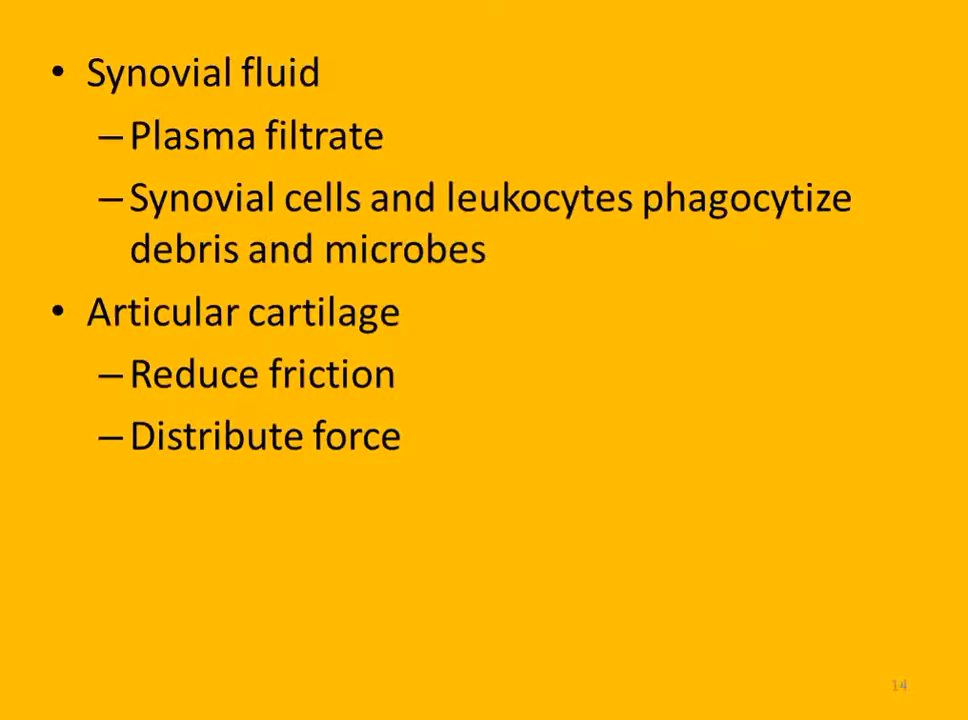 • Synovial fluid
– Plasma filtrate
– Synovial cells and leukocytes phagocytize
debris and microbes
• Articular cartilage
– Reduce friction
– Distribute force
14